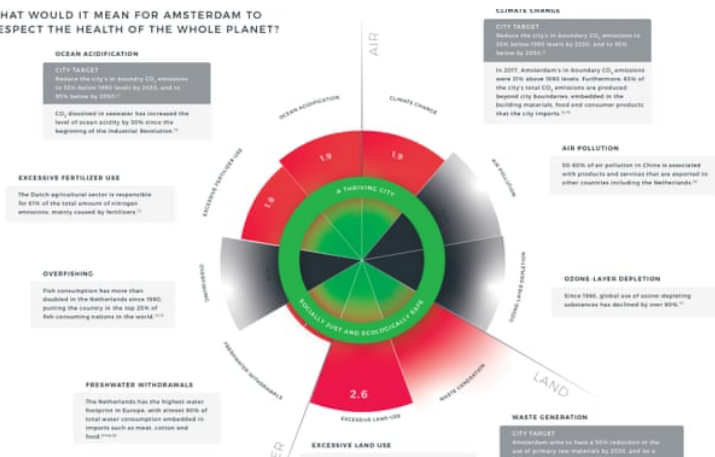 HAT WOULD IT MEAN FOR AMSTERDAM TO
ESPECT THE HEALTH OF THE WHOLE PLANET?
OCEAN ACIDIFICATION
CITY TARGET
Reduce the city's in-boundry CO₂ emissions
to 55% below 1990 levels by 2030, and to
95% below by 2050.
CO₂ dissolved in seawater has increased the
level of ocean acidity by 30% since the
beginning of the Industrial Revolution.
EXCESSIVE FERTILIZER USE
The Dutch agricultural sector is responsible
for 61% of the total amount of nitrogen
emissions, mainly caused by fertilizers.
OVERFISHING
Fish consumption has more than
doubled in the Netherlands since 1990,
putting the country in the top 25% of
fish consuming nations in the world.
FRESHWATER WITHDRAWALS
The Netherlands has the highest water
footprint in Europe, with almost 90% of
total water consumption embedded in
imports such as meat, cotton and
food.
AIR
OCEAN ACIDIFICATION
CLIMATE CHANGE
EXCESSIVE FERTILIZER USE
AIR POLLUTION
1.9
1.9
1.8
A THRIVING CITY
OVERFISHING
OZONE LAYER DEPLETION
SOCIALLY JUST AND ECOLOGICALLY SAFE
FRESHWATER WITHDRAWALS
2.6
WASTE GENERATION
EXCESSIVE LAND USE
LAND
ER
EXCESSIVE LAND USE
CLIMATE CHANGE
CITY TARGET
Reduce the city's in-boundary CO₂ emissions to
55% below 1990 levels by 2030, and to 95%
below by 2050.
In 2017, Amsterdam's in-boundary CO₂ emissions
were 31% above 1990 levels. Furthermore, 63% of
the city's total CO₂ emissions are produced
beyond city boundaries, embedded in the
building materials, food and consumer products
that the city imports.
AIR POLLUTION
50-60% of air pollution in China is associated
with products and services that are exported to
other countries including the Netherlands.
OZONE-LAYER DEPLETION
Since 1986, global use of ozone-depleting
substances has declined by over 90%.
WASTE GENERATION
CITY TARGET
Amsterdam aims to have a 50% reduction in the
use of primary raw materials by 2030, and be a